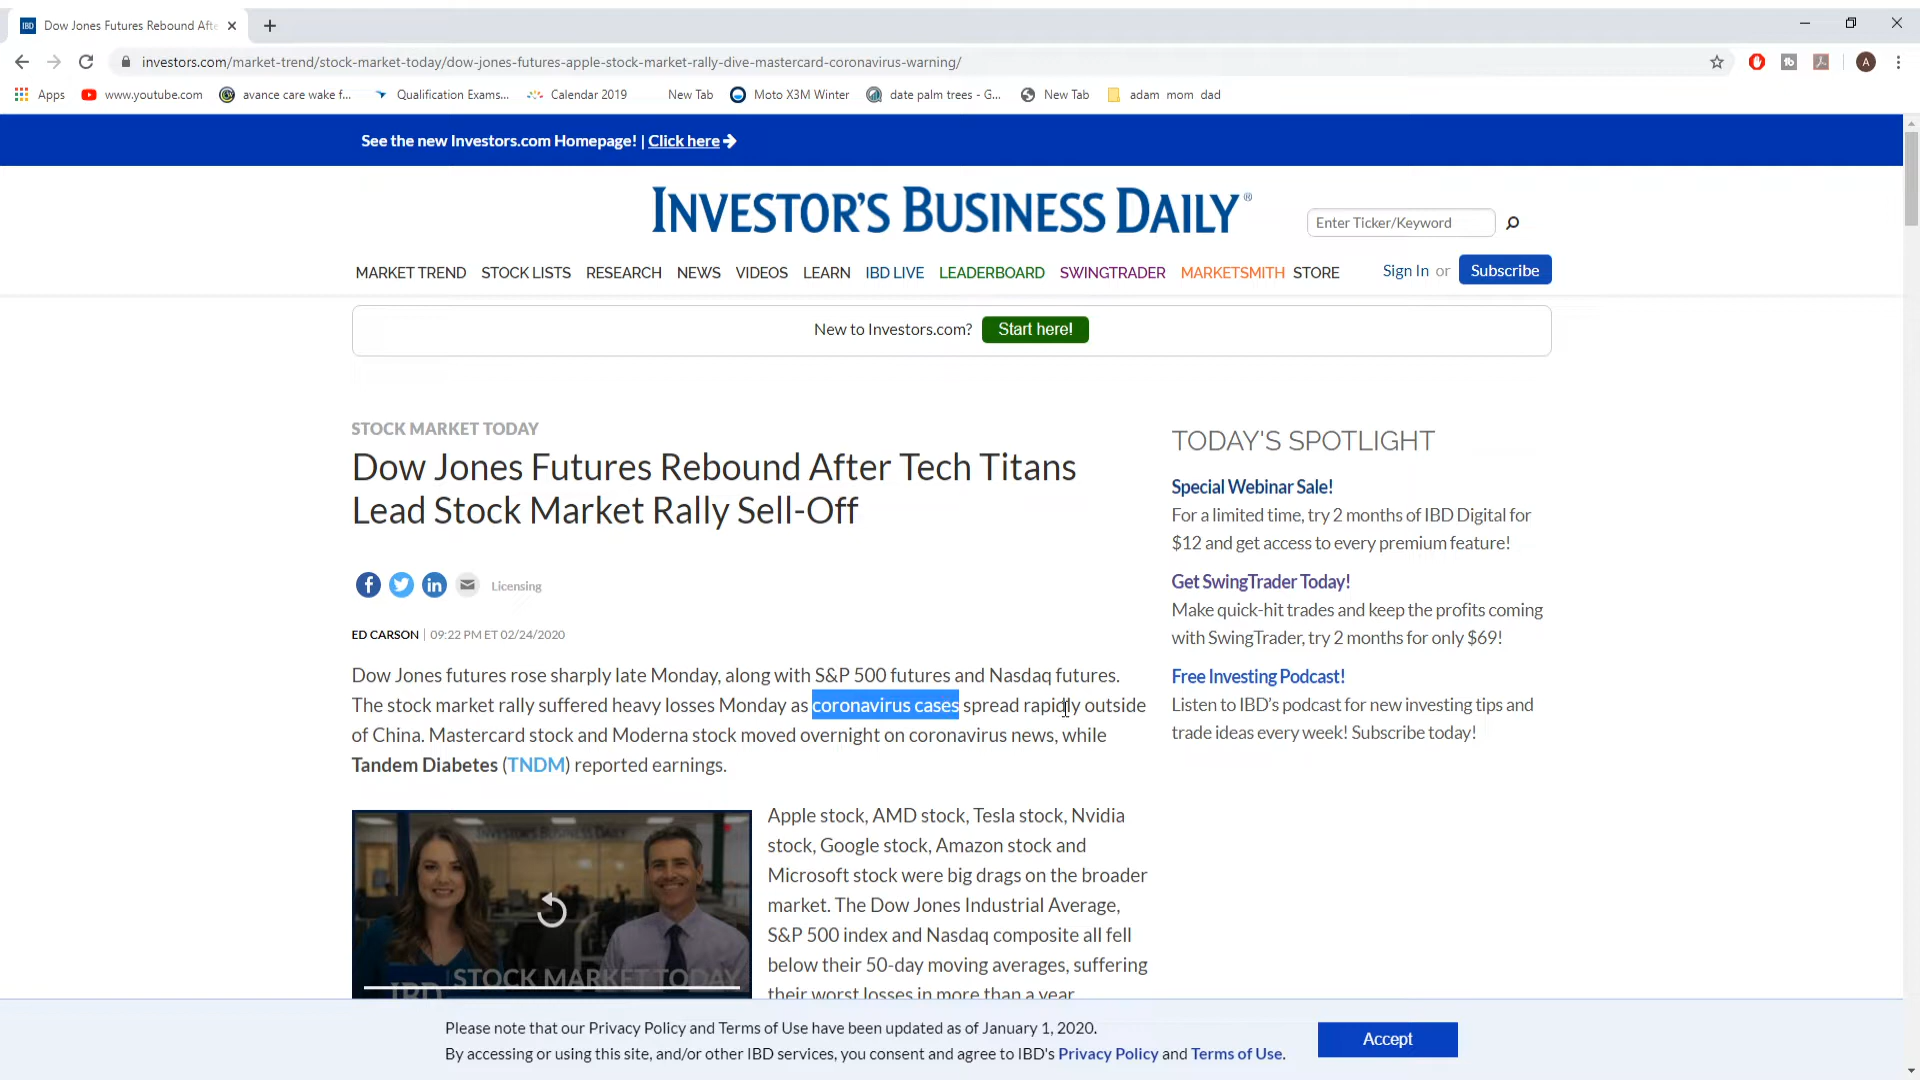 IBD Dow Jones Futures Rebound Afte
investors.com/market-trend/stock-market-today/dow-jones-futures-apple-stock-market-rally-dive-mastercard-coronavirus-warning/
A
Apps www.youtube.com avance care wake f... Qualification Exams... Calendar 2019 New Tab Moto X3M Winter date palm trees - G... New Tab adam mom dad
See the new Investors.com Homepage! | Click here
INVESTOR'S BUSINESS DAILY®
Enter Ticker/Keyword
MARKET TREND STOCK LISTS RESEARCH NEWS VIDEOS LEARN IBD LIVE LEADERBOARD SWINGTRADER MARKETSMITH STORE Sign In or Subscribe
New to Investors.com? Start here!
STOCK MARKET TODAY
Dow Jones Futures Rebound After Tech Titans
Lead Stock Market Rally Sell-Off
Licensing
ED CARSON | 09:22 PM ET 02/24/2020
Dow Jones futures rose sharply late Monday, along with S&P 500 futures and Nasdaq futures.
The stock market rally suffered heavy losses Monday as coronavirus cases spread rapidly outside
of China. Mastercard stock and Moderna stock moved overnight on coronavirus news, while
Tandem Diabetes (TNDM) reported earnings.
INVESTOR'S BUSINESS DAILY
STOCK MARKET TODAY
IBD
Apple stock, AMD stock, Tesla stock, Nvidia
stock, Google stock, Amazon stock and
Microsoft stock were big drags on the broader
market. The Dow Jones Industrial Average,
S&P 500 index and Nasdaq composite all fell
below their 50-day moving averages, suffering
their worst losses in more than a year.
TODAY'S SPOTLIGHT
Special Webinar Sale!
For a limited time, try 2 months of IBD Digital for
$12 and get access to every premium feature!
Get SwingTrader Today!
Make quick-hit trades and keep the profits coming
with SwingTrader, try 2 months for only $69!
Free Investing Podcast!
Listen to IBD's podcast for new investing tips and
trade ideas every week! Subscribe today!
Please note that our Privacy Policy and Terms of Use have been updated as of January 1, 2020.
By accessing or using this site, and/or other IBD services, you consent and agree to IBD's Privacy Policy and Terms of Use.
Accept